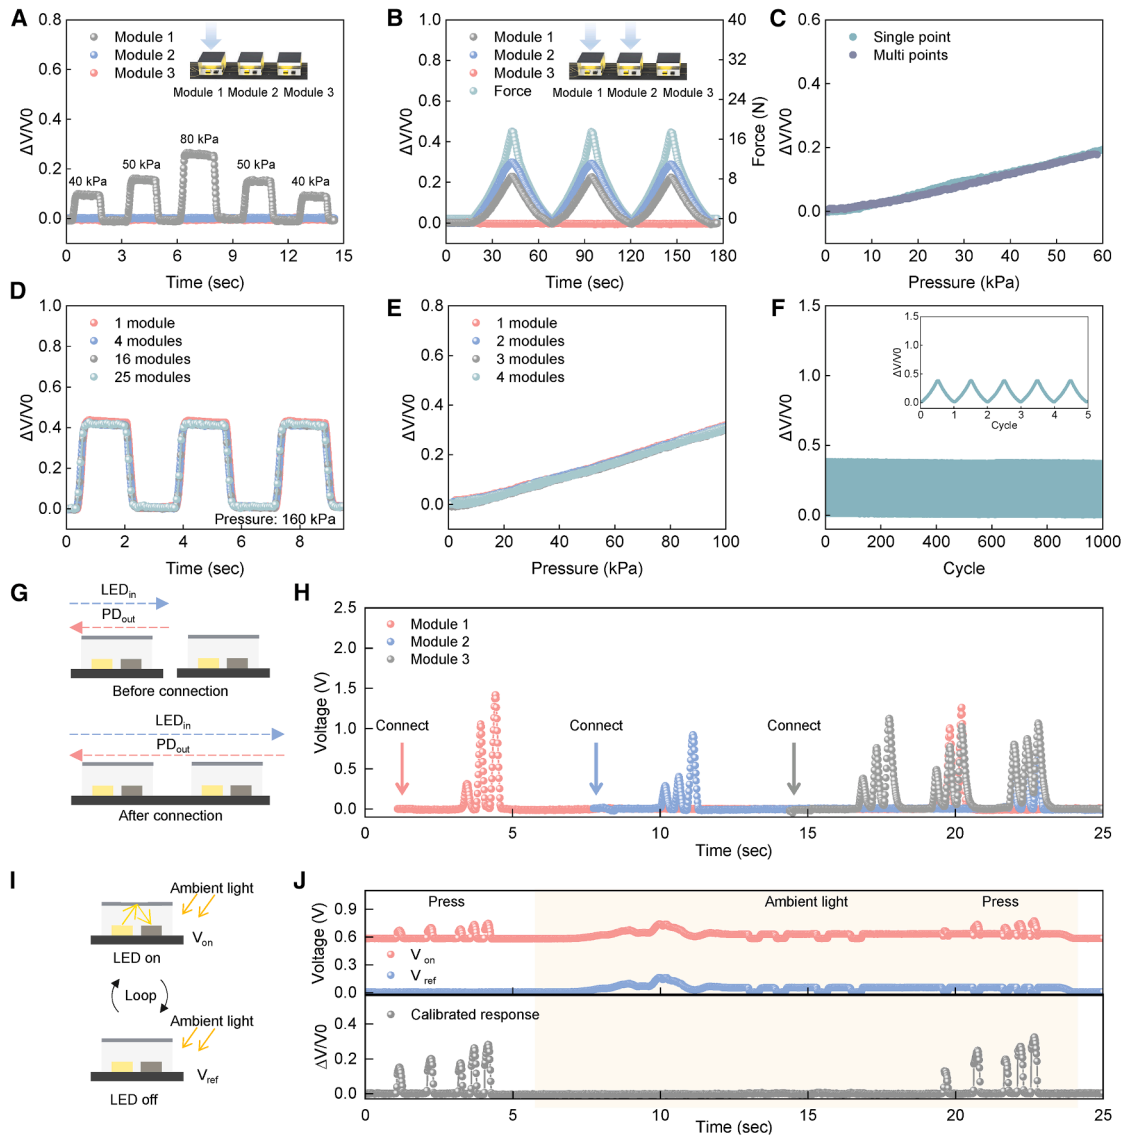 A
0.8
0.6
0.4
0.2
0.0
ΔV/V0
Module 1
Module 2
Module 3
Module 1 Module 2 Module 3
40 kPa
50 kPa
80 kPa
50 kPa
40 kPa
0 3 6 9 12 15
Time (sec)
B
1.0
0.8
0.6
0.4
0.2
0.0
ΔV/V0
Module 1
Module 2
Module 3
Force
Module 1 Module 2 Module 3
40
32
24
16
8
0
Force (N)
0 30 60 90 120 150 180
Time (sec)
C
0.6
0.4
0.2
0.0
ΔV/V0
Single point
Multi points
0 10 20 30 40 50 60
Pressure (kPa)
D
1.0
0.8
0.6
0.4
0.2
0.0
ΔV/V0
1 module
4 modules
16 modules
25 modules
Pressure: 160 kPa
0 2 4 6 8
Time (sec)
E
0.8
0.6
0.4
0.2
0.0
ΔV/V0
1 module
2 modules
3 modules
4 modules
0 20 40 60 80 100
Pressure (kPa)
F
1.5
1.0
0.5
0.0
ΔV/V0
1.5
1.0
0.5
0.0
ΔV/V0
0 1 2 3 4 5
Cycle
0 200 400 600 800 1000
Cycle
G
LEDin
PDout
Before connection
LEDin
PDout
After connection
H
2.5
2.0
1.5
1.0
0.5
0.0
Voltage (V)
Module 1
Module 2
Module 3
Connect
Connect
Connect
0 5 10 15 20 25
Time (sec)
I
Ambient light
Von
LED on
Loop
Ambient light
Vref
LED off
J
0.9
0.6
0.3
0.0
Voltage (V)
Press
Ambient light
Press
V on
V ref
0.4
0.2
0.0
ΔV/V0
Calibrated response
0 5 10 15 20 25
Time (sec)